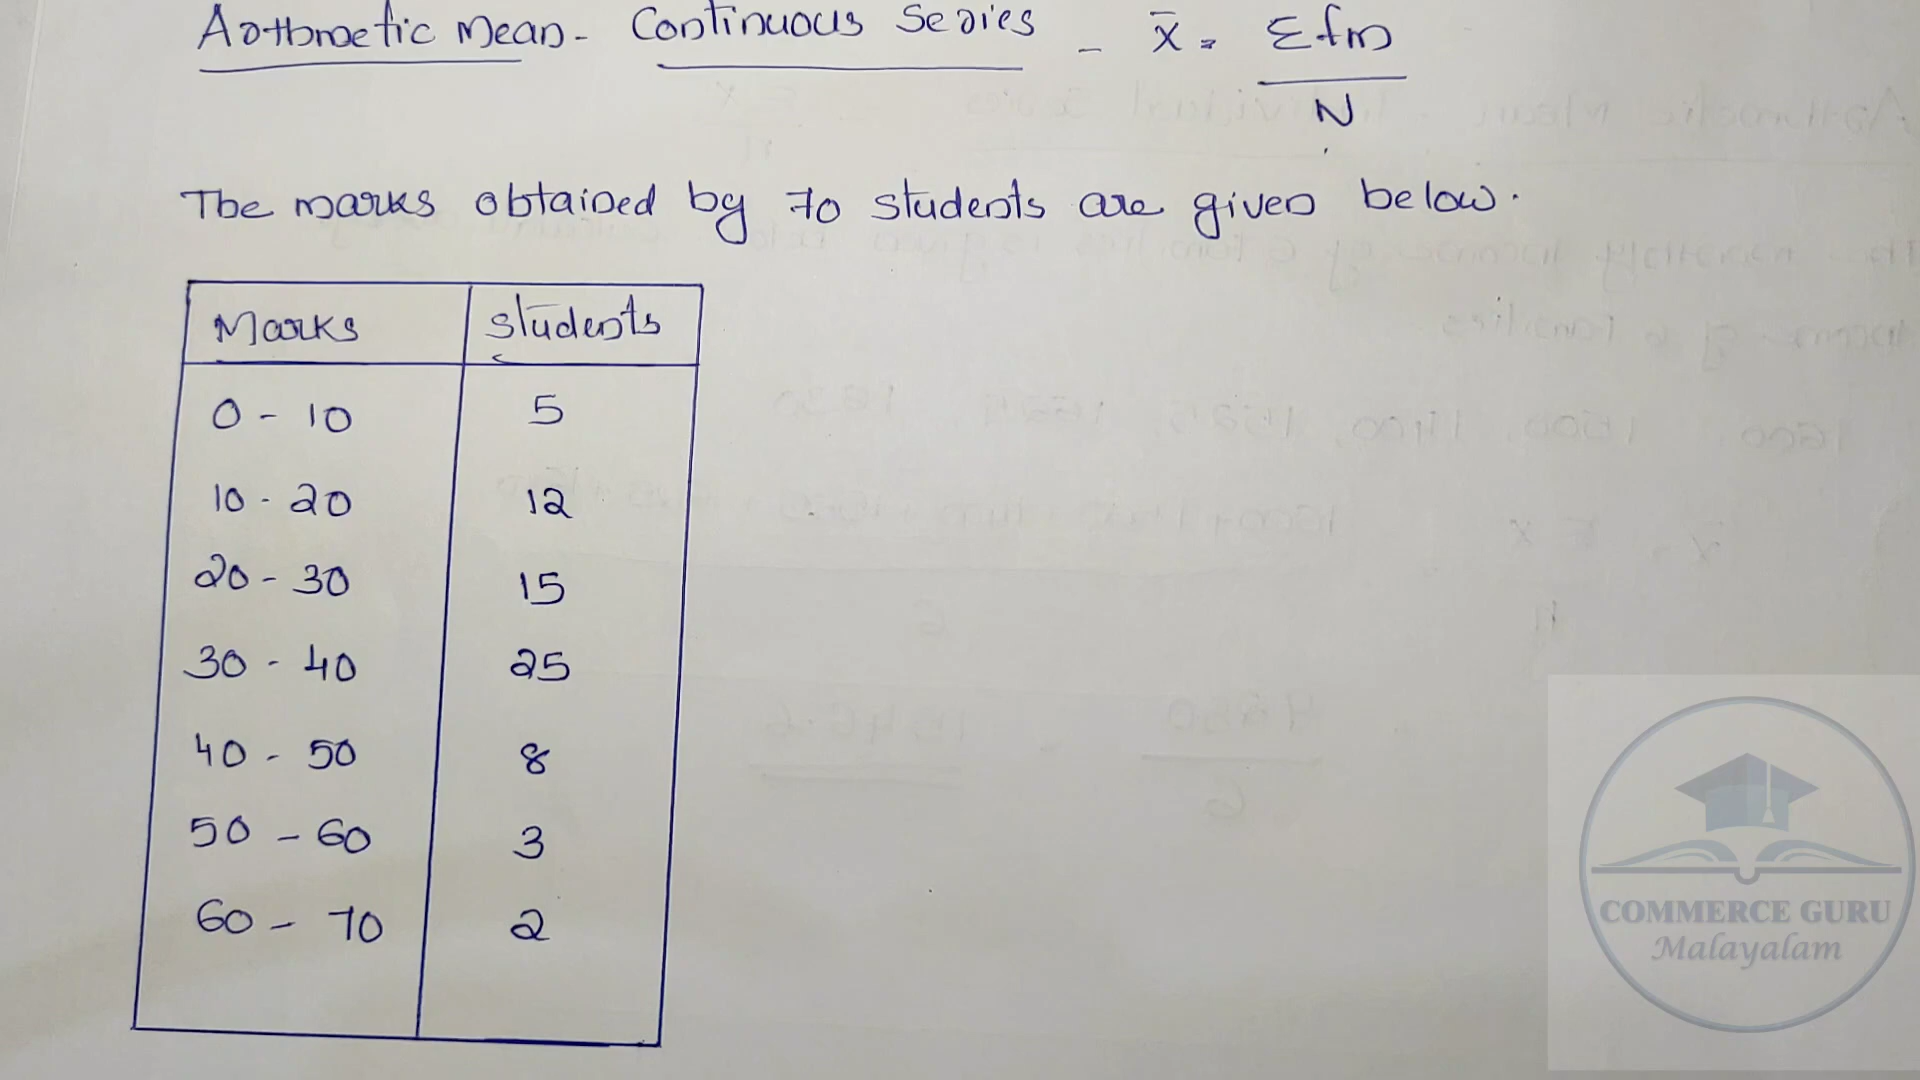 Arithmetic Mean - Continuous Series - x̄ = Σfm
N
The marks obtained by 70 students are given below.
Marks students
0 - 10 5
10 - 20 12
20 - 30 15
30 - 40 25
40 - 50 8
50 - 60 3
60 - 70 2
COMMERCE GURU
Malayalam